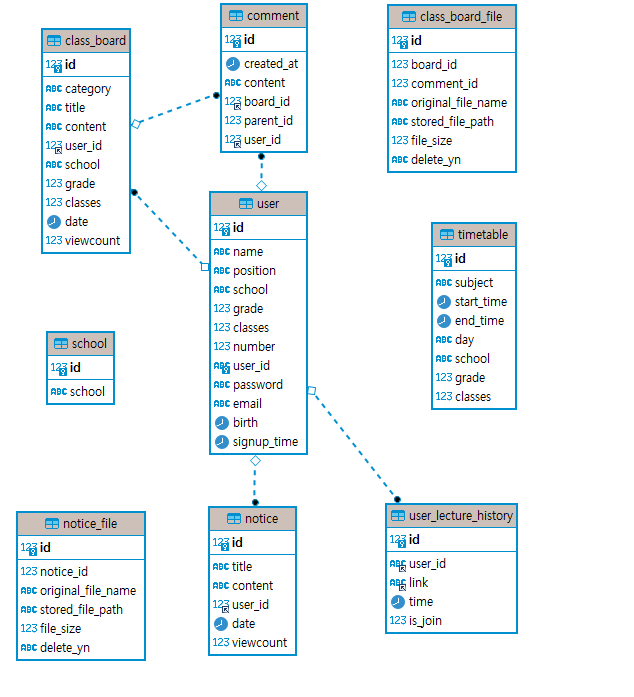 class_board
123 id
ABC category
ABC title
ABC content
123 user_id
ABC school
123 grade
123 classes
date
123 viewcount
comment
123 id
created_at
ABC content
123 board_id
123 parent_id
123 user_id
class_board_file
123 id
123 board_id
123 comment_id
ABC original_file_name
ABC stored_file_path
123 file_size
ABC delete_yn
user
123 id
ABC name
ABC position
ABC school
123 grade
123 classes
123 number
ABC user_id
ABC password
ABC email
birth
signup_time
timetable
123 id
ABC subject
start_time
end_time
ABC day
ABC school
123 grade
123 classes
school
123 id
ABC school
notice_file
123 id
123 notice_id
ABC original_file_name
ABC stored_file_path
123 file_size
ABC delete_yn
notice
123 id
ABC title
ABC content
123 user_id
date
123 viewcount
user_lecture_history
123 id
ABC user_id
ABC link
time
123 is_join